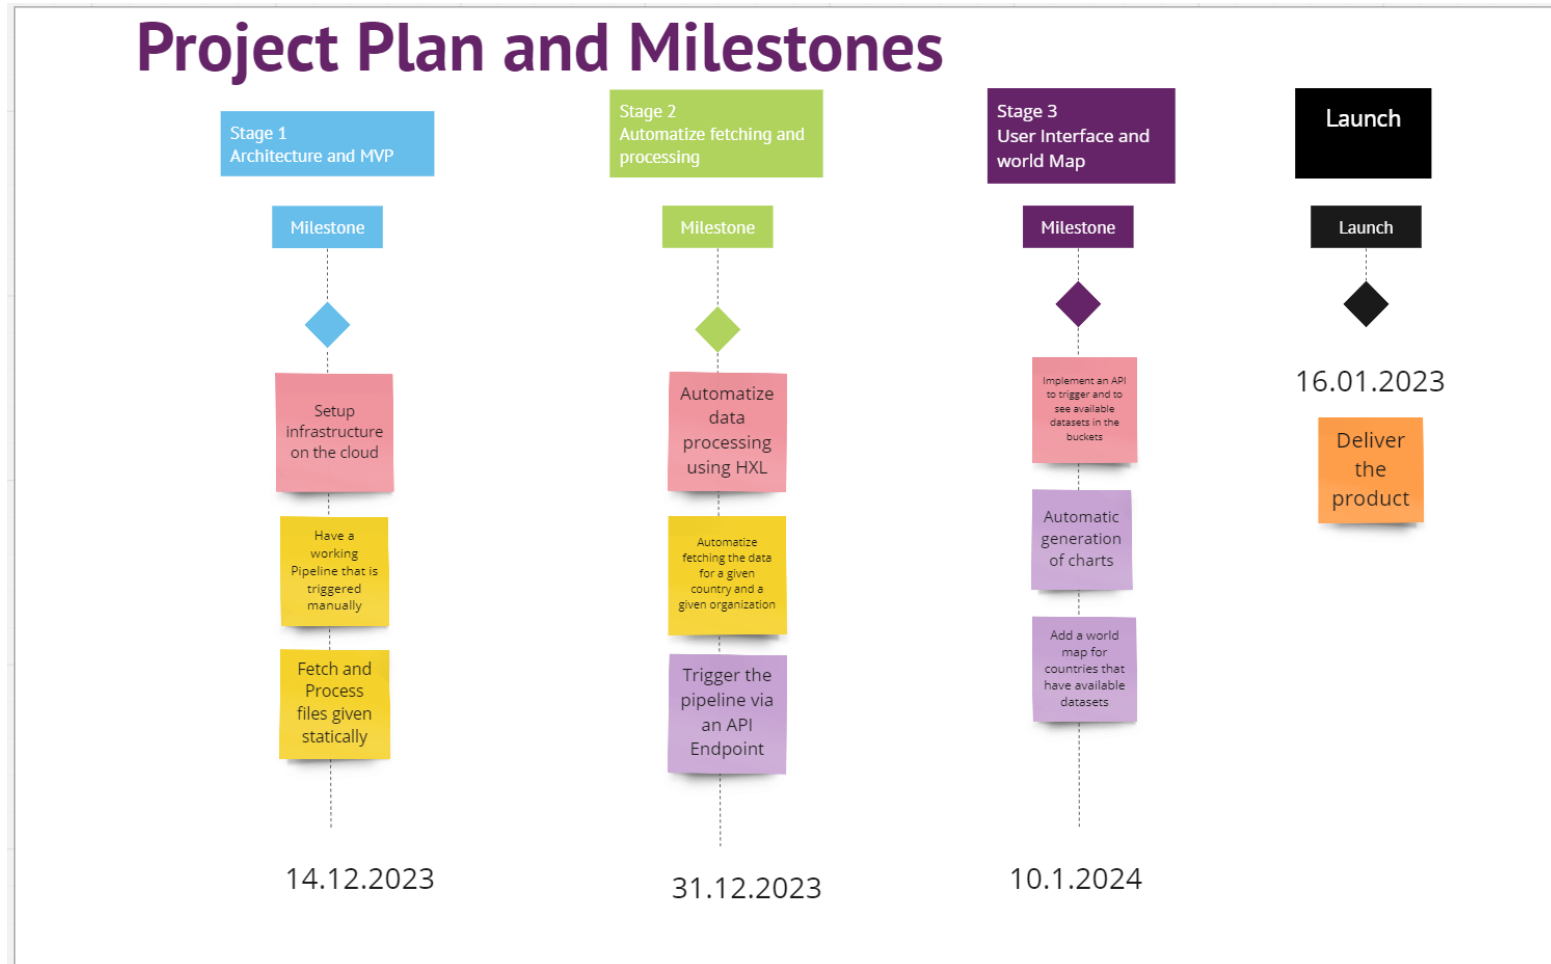 Project Plan and Milestones
Stage 1
Architecture and MVP
Milestone
Setup
infrastructure
on the cloud
Have a
working
Pipeline that is
triggered
manually
Fetch and
Process
files given
statically
14.12.2023
Stage 2
Automatize fetching and
processing
Milestone
Automatize
data
processing
using HXL
Automatize
fetching the data
for a given
country and a
given organization
Trigger the
pipeline via
an API
Endpoint
31.12.2023
Stage 3
User Interface and
world Map
Milestone
Implement an API
to trigger and to
see available
datasets in the
buckets
Automatic
generation
of charts
Add a world
map for
countries that
have available
datasets
10.1.2024
Launch
Launch
16.01.2023
Deliver
the
product